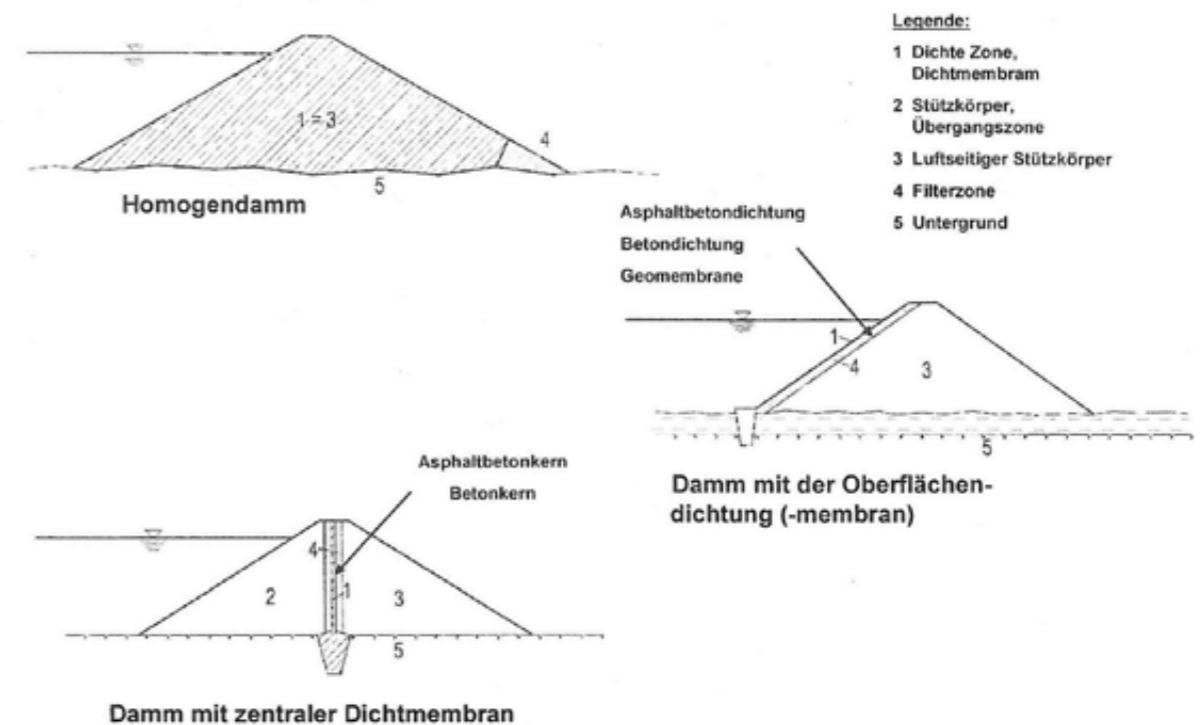 Legende:
1 Dichte Zone,
Dichtmembram
2 Stützkörper,
Übergangszone
3 Luftseitiger Stützkörper
4 Filterzone
5 Untergrund
1 = 3
4
5
Homogendamm
Asphaltbetondichtung
Betondichtung
Geomembrane
1
4
3
5
Damm mit der Oberflächen-
dichtung (-membran)
Asphaltbetonkern
Betonkern
4
2
1
3
5
Damm mit zentraler Dichtmembran